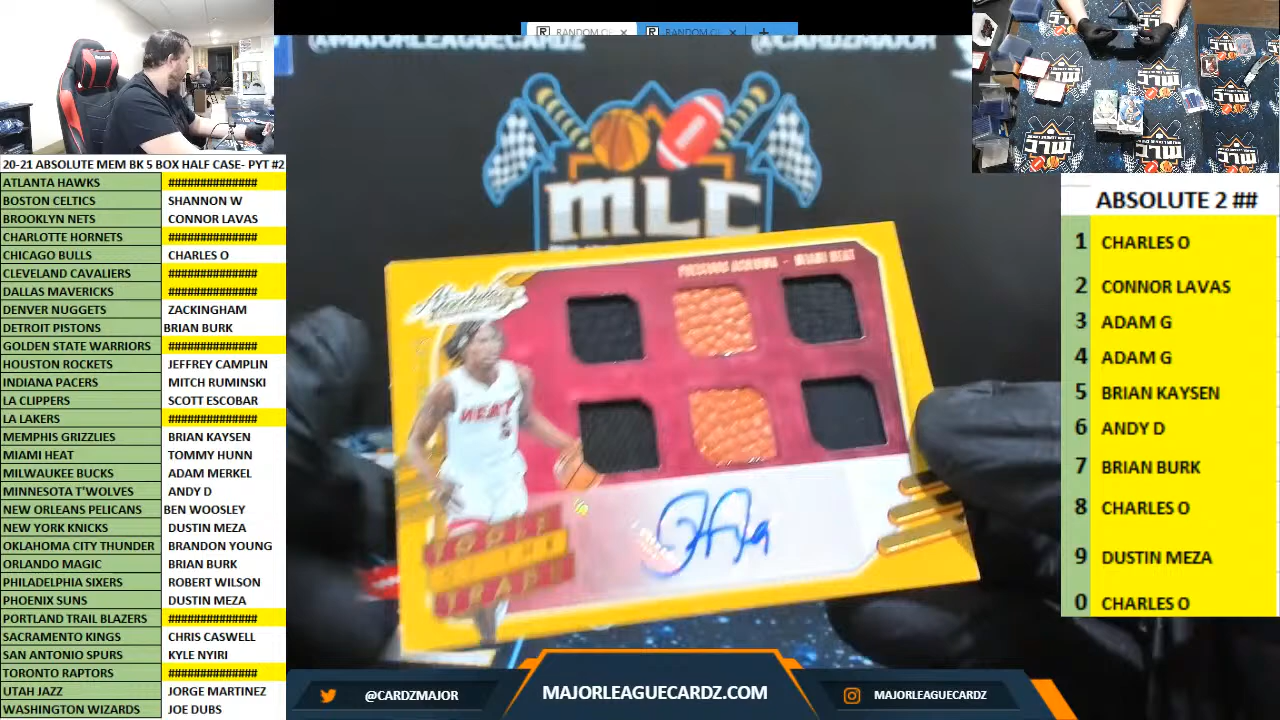 RANDOM
RANDOM
@MAJORLEAGUECARDZ
@CARDZMAJOR
MLC
20-21 ABSOLUTE MEM BK 5 BOX HALF CASE- PYT #2
ATLANTA HAWKS ##############
BOSTON CELTICS SHANNON W
BROOKLYN NETS CONNOR LAVAS
CHARLOTTE HORNETS ##############
CHICAGO BULLS CHARLES O
CLEVELAND CAVALIERS ##############
DALLAS MAVERICKS ##############
DENVER NUGGETS ZACKINGHAM
DETROIT PISTONS BRIAN BURK
GOLDEN STATE WARRIORS ##############
HOUSTON ROCKETS JEFFREY CAMPLIN
INDIANA PACERS MITCH RUMINSKI
LA CLIPPERS SCOTT ESCOBAR
LA LAKERS ##############
MEMPHIS GRIZZLIES BRIAN KAYSEN
MIAMI HEAT TOMMY HUNN
MILWAUKEE BUCKS ADAM MERKEL
MINNESOTA T'WOLVES ANDY D
NEW ORLEANS PELICANS BEN WOOSLEY
NEW YORK KNICKS DUSTIN MEZA
OKLAHOMA CITY THUNDER BRANDON YOUNG
ORLANDO MAGIC BRIAN BURK
PHILADELPHIA SIXERS ROBERT WILSON
PHOENIX SUNS DUSTIN MEZA
PORTLAND TRAIL BLAZERS ##############
SACRAMENTO KINGS CHRIS CASWELL
SAN ANTONIO SPURS KYLE NYIRI
TORONTO RAPTORS ##############
UTAH JAZZ JORGE MARTINEZ
WASHINGTON WIZARDS JOE DUBS
PRECIOUS ACHIUWA - MIAMI HEAT
Absolute
HEAT
5
TOOLS
OF THE
TRADE
ABSOLUTE 2 ##
1 CHARLES O
2 CONNOR LAVAS
3 ADAM G
4 ADAM G
5 BRIAN KAYSEN
6 ANDY D
7 BRIAN BURK
8 CHARLES O
9 DUSTIN MEZA
0 CHARLES O
@CARDZMAJOR
MAJORLEAGUECARDZ.COM
MAJORLEAGUECARDZ